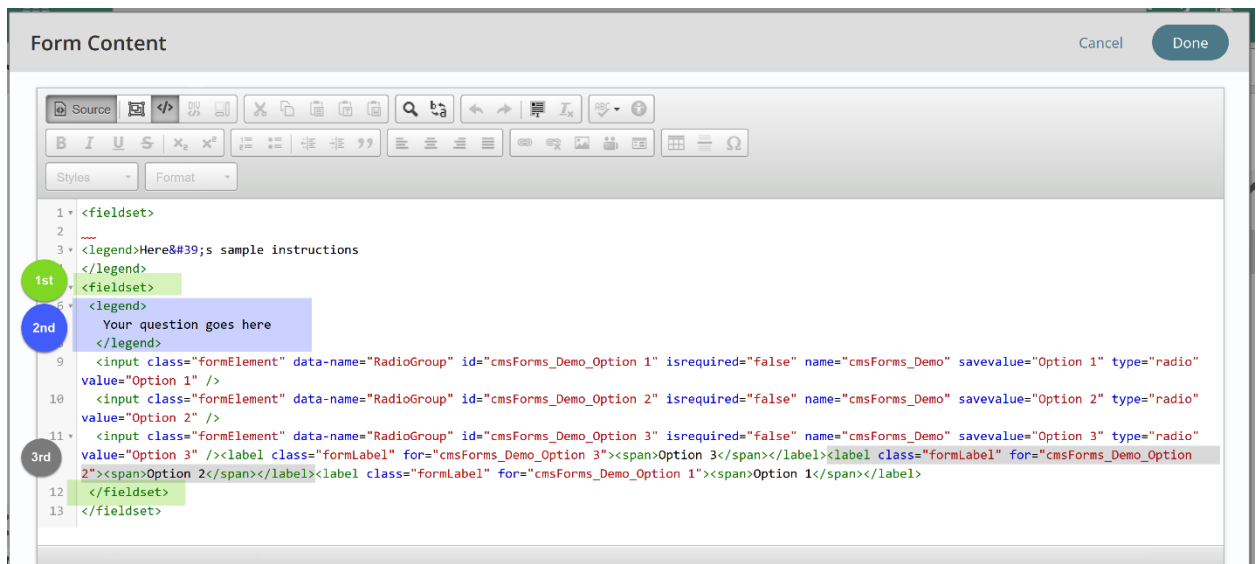 Form Content
Cancel
Done
Source
Styles
Format
1 <fieldset>
2
3 <legend>Here&#39;s sample instructions
</legend>
1st
<fieldset>
6 <legend>
2nd
Your question goes here
</legend>
9 <input class="formElement" data-name="RadioGroup" id="cmsForms_Demo_Option 1" isrequired="false" name="cmsForms_Demo" savevalue="Option 1" type="radio"
value="Option 1" />
10 <input class="formElement" data-name="RadioGroup" id="cmsForms_Demo_Option 2" isrequired="false" name="cmsForms_Demo" savevalue="Option 2" type="radio"
value="Option 2" />
11 <input class="formElement" data-name="RadioGroup" id="cmsForms_Demo_Option 3" isrequired="false" name="cmsForms_Demo" savevalue="Option 3" type="radio"
3rd
value="Option 3" /><label class="formLabel" for="cmsForms_Demo_Option 3"><span>Option 3</span></label><label class="formLabel" for="cmsForms_Demo_Option
2"><span>Option 2</span></label><label class="formLabel" for="cmsForms_Demo_Option 1"><span>Option 1</span></label>
12 </fieldset>
13 </fieldset>